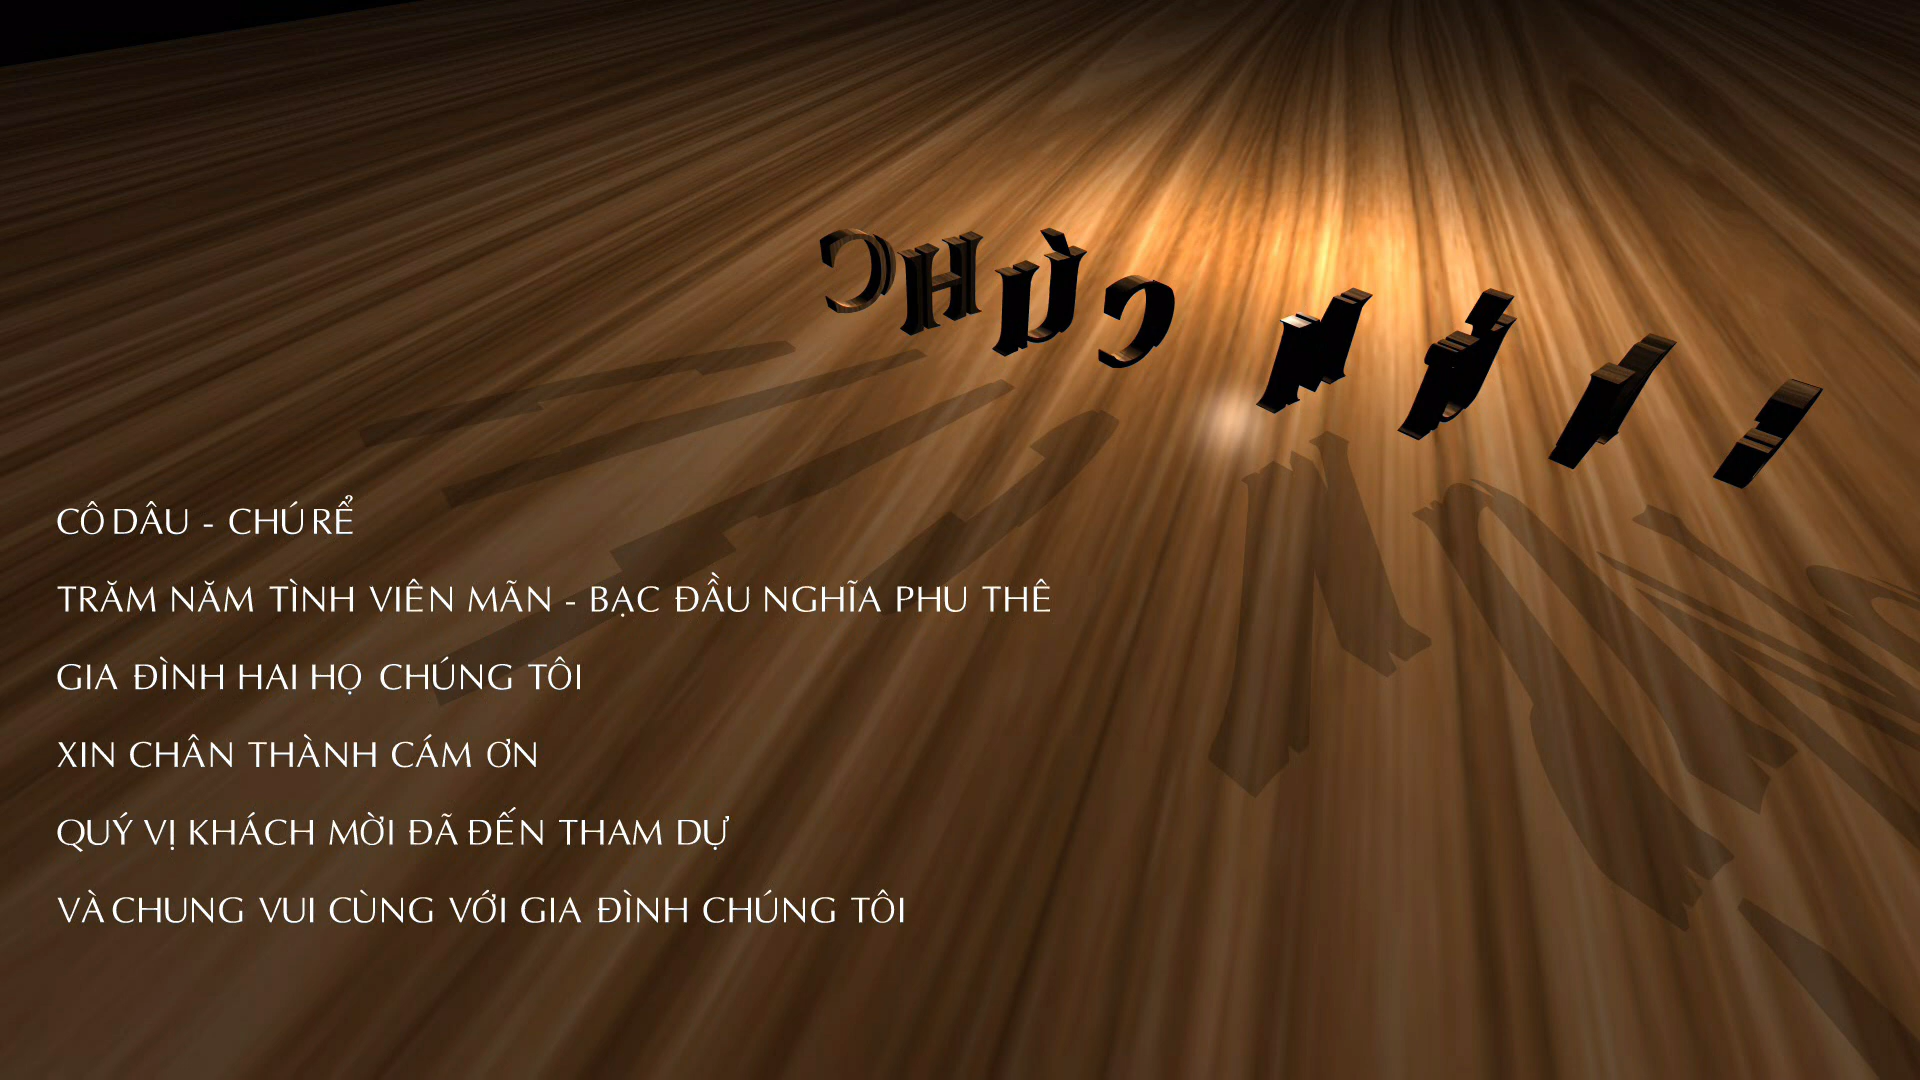 CHÚC
CÔ DÂU - CHÚ RỂ
TRĂM NĂM TÌNH VIÊN MÃN - BẠC ĐẦU NGHĨA PHU THÊ
GIA ĐÌNH HAI HỌ CHÚNG TÔI
XIN CHÂN THÀNH CÁM ƠN
QUÝ VỊ KHÁCH MỜI ĐÃ ĐẾN THAM DỰ
VÀ CHUNG VUI CÙNG VỚI GIA ĐÌNH CHÚNG TÔI